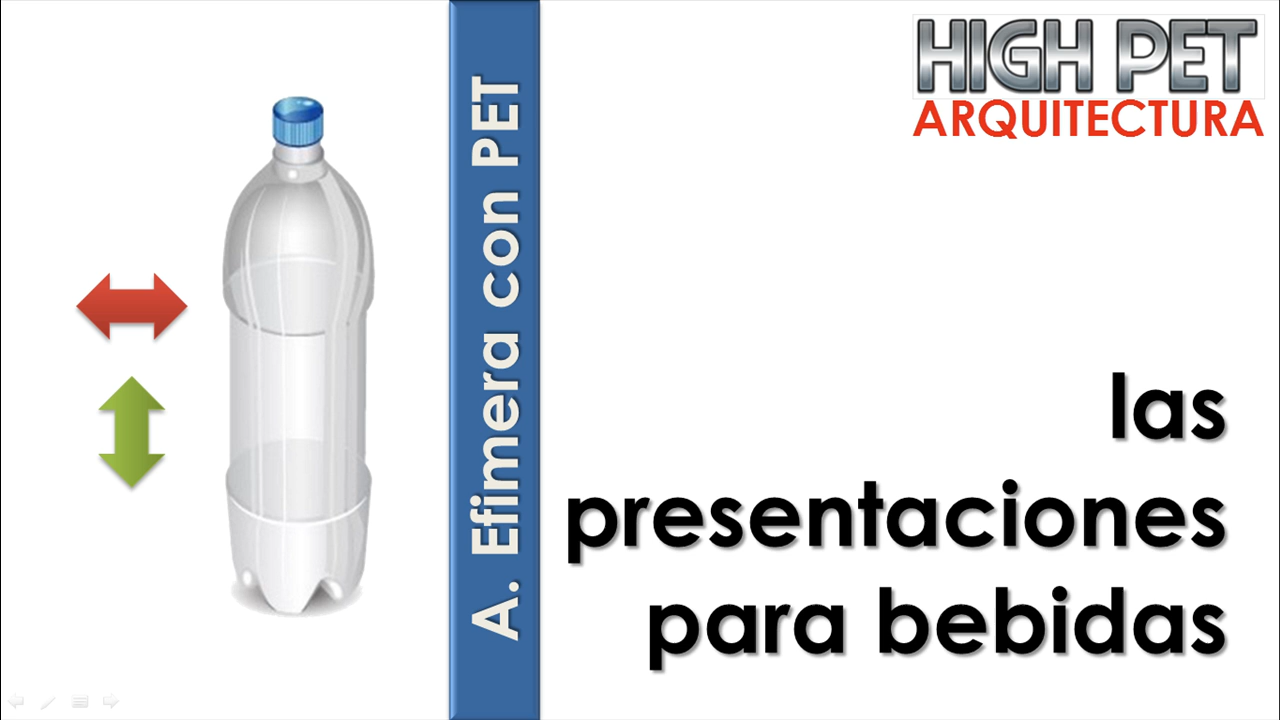 A. Efimera con PET
HIGH PET
ARQUITECTURA
las
presentaciones
para bebidas